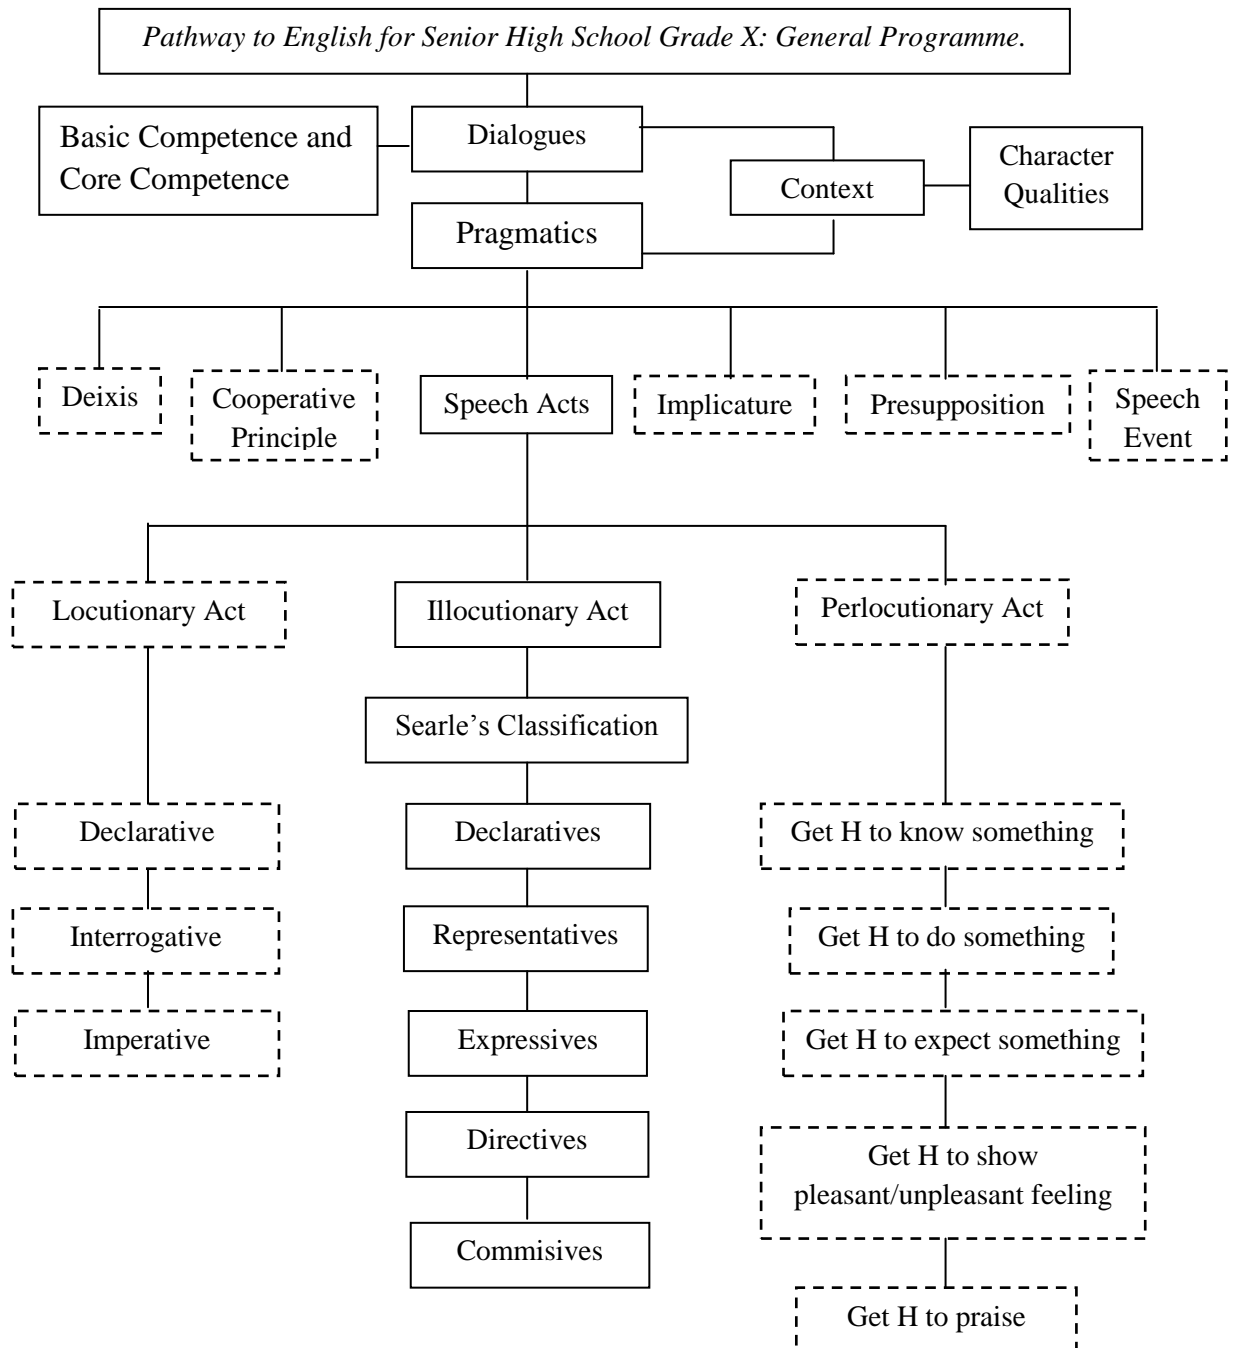 Pathway to English for Senior High School Grade X: General Programme.
Basic Competence and
Core Competence
Dialogues
Context
Character
Qualities
Pragmatics
Deixis
Cooperative
Principle
Speech Acts
Implicature
Presupposition
Speech
Event
Locutionary Act
Illocutionary Act
Perlocutionary Act
Searle’s Classification
Declarative
Declaratives
Get H to know something
Interrogative
Representatives
Get H to do something
Imperative
Expressives
Get H to expect something
Directives
Get H to show
pleasant/unpleasant feeling
Commisives
Get H to praise